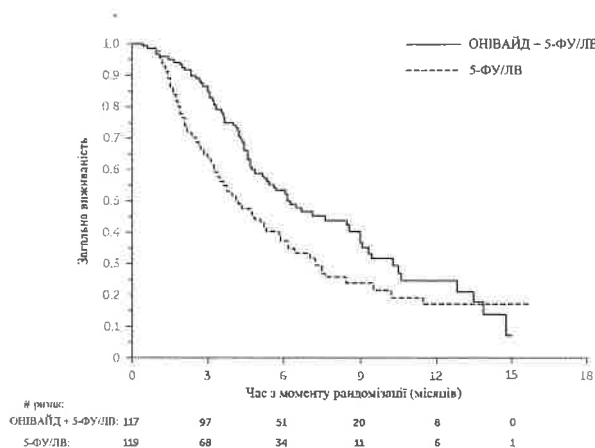 ОНІВАЙД + 5-ФУ/ЛВ
5-ФУ/ЛВ
1.0
0.9
0.8
0.7
0.6
0.5
0.4
0.3
0.2
0.1
0
Загальна виживаність
0 3 6 9 12 15 18
Час з моменту рандомізації (місяців)
# ризик:
ОНІВАЙД + 5-ФУ/ЛВ: 117 97 51 20 8 0
5-ФУ/ЛВ: 119 68 34 11 6 1